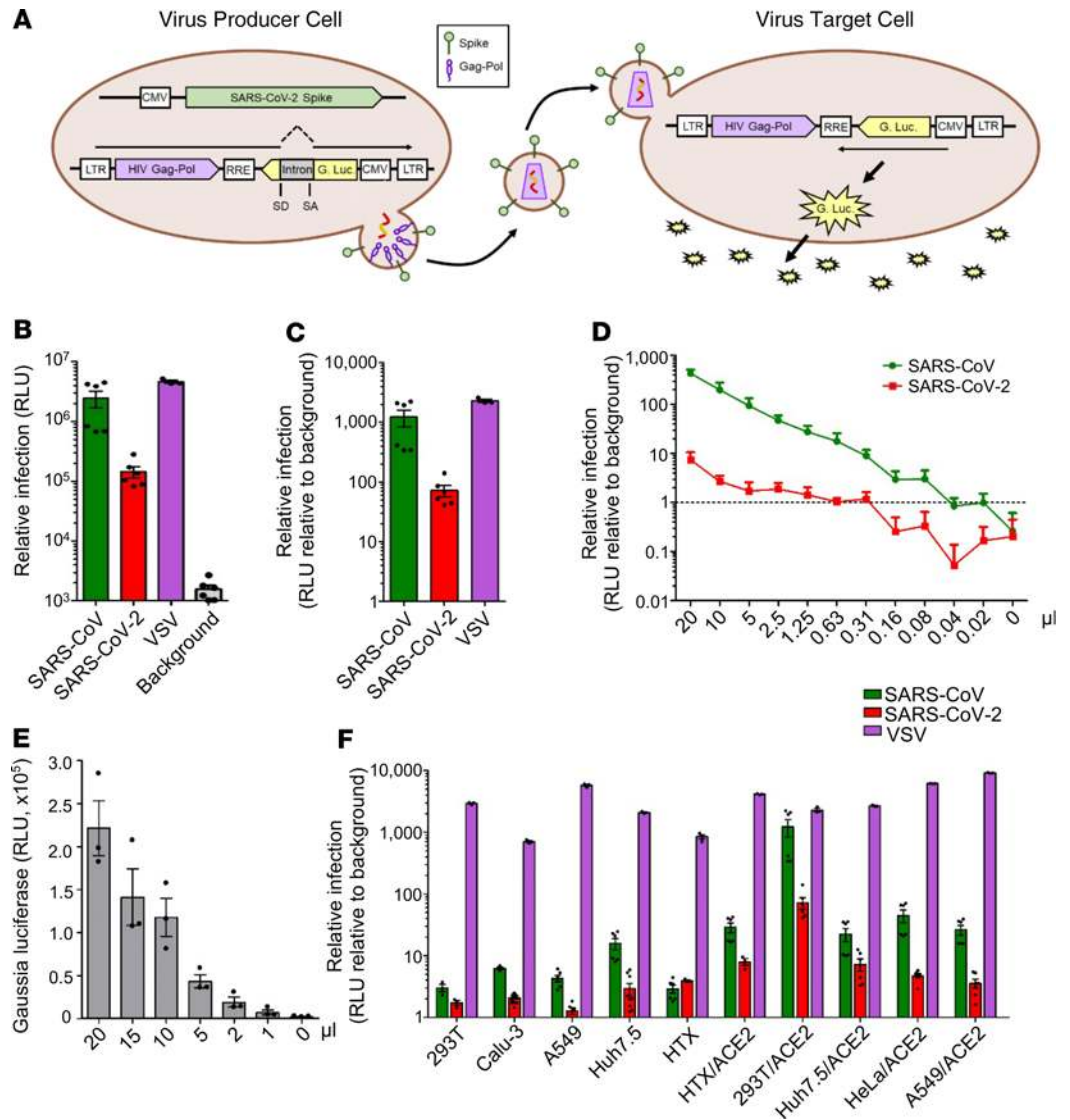 A
Virus Producer Cell
Virus Target Cell
Spike
Gag-Pol
CMV
SARS-CoV-2 Spike
LTR
HIV Gag-Pol
RRE
Intron
G. Luc.
CMV
LTR
SD
SA
LTR
HIV Gag-Pol
RRE
G. Luc.
CMV
LTR
G. Luc.
B
Relative infection (RLU)
10⁷
10⁶
10⁵
10⁴
10³
SARS-CoV
SARS-CoV-2
VSV
Background
C
Relative infection
(RLU relative to background)
10,000
1,000
100
10
1
SARS-CoV
SARS-CoV-2
VSV
D
Relative infection
(RLU relative to background)
1,000
100
10
1
0.1
0.01
SARS-CoV
SARS-CoV-2
20
10
5
2.5
1.25
0.63
0.31
0.16
0.08
0.04
0.02
0
µl
E
Gaussia luciferase (RLU, x10⁵)
3.0
2.5
2.0
1.5
1.0
0.5
0
20
15
10
5
2
1
0
µl
F
SARS-CoV
SARS-CoV-2
VSV
Relative infection
(RLU relative to background)
10,000
1,000
100
10
1
293T
Calu-3
A549
Huh7.5
HTX
HTX/ACE2
293T/ACE2
Huh7.5/ACE2
HeLa/ACE2
A549/ACE2